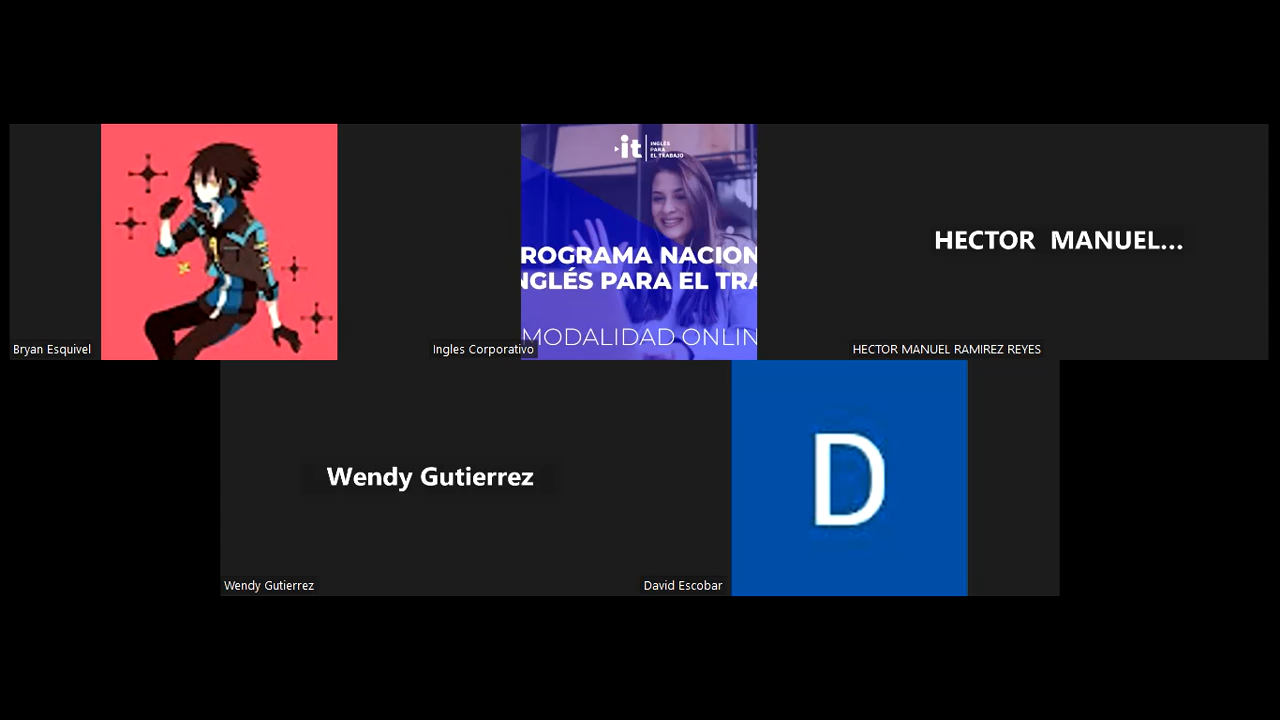 Bryan Esquivel
it INGLÉS
PARA
EL TRABAJO
ROGRAMA NACION
NGLÉS PARA EL TRA
MODALIDAD ONLIN
Ingles Corporativo
HECTOR MANUEL...
HECTOR MANUEL RAMIREZ REYES
Wendy Gutierrez
Wendy Gutierrez
D
David Escobar